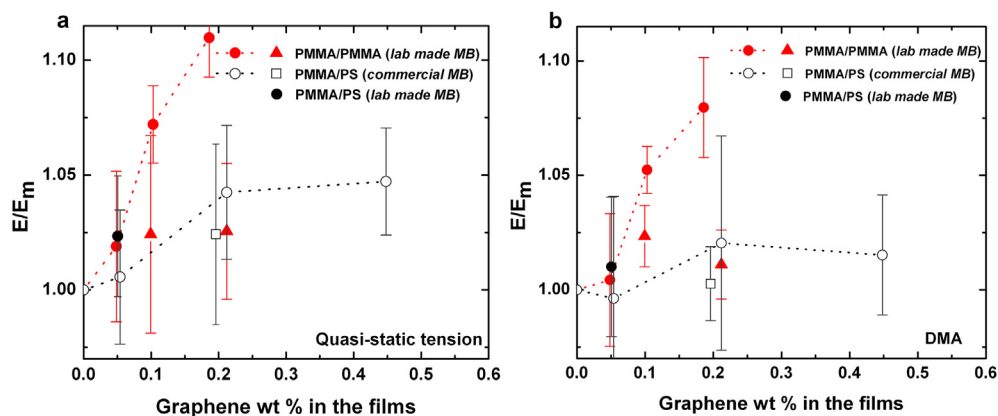 a
PMMA/PMMA (lab made MB)
PMMA/PS (commercial MB)
PMMA/PS (lab made MB)
1.10
1.05
1.00
E/Em
Quasi-static tension
0.0 0.1 0.2 0.3 0.4 0.5 0.6
Graphene wt % in the films
b
PMMA/PMMA (lab made MB)
PMMA/PS (commercial MB)
PMMA/PS (lab made MB)
1.10
1.05
1.00
E/Em
DMA
0.0 0.1 0.2 0.3 0.4 0.5 0.6
Graphene wt % in the films